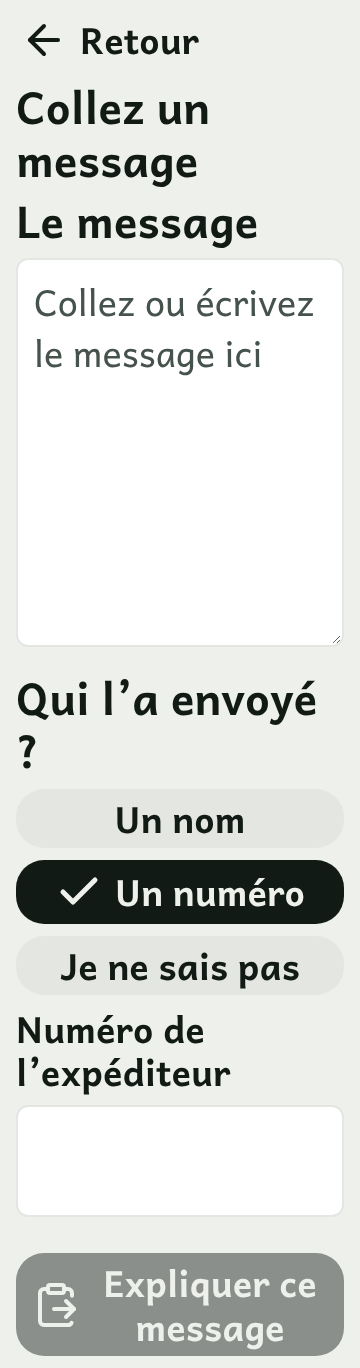 Retour
Collez un
message
Le message
Collez ou écrivez
le message ici
Qui l’a envoyé
?
Un nom
Un numéro
Je ne sais pas
Numéro de
l’expéditeur
Expliquer ce
message